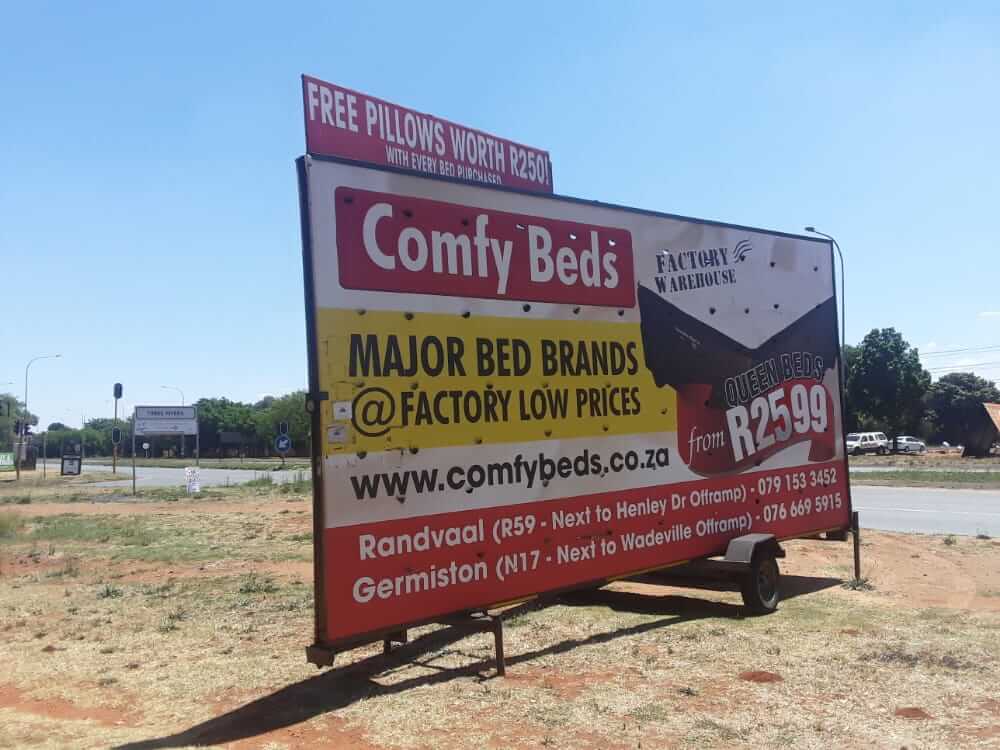 FREE PILLOWS WORTH R250!
WITH EVERY BED PURCHASED
Comfy Beds
FACTORY
WAREHOUSE
MAJOR BED BRANDS
@ FACTORY LOW PRICES
QUEEN BEDS
from R2599
www.comfybeds.co.za
Randvaal (R59 - Next to Henley Dr Offramp) - 079 153 3452
Germiston (N17 - Next to Wadeville Offramp) - 076 669 5915
THREE RIVERS